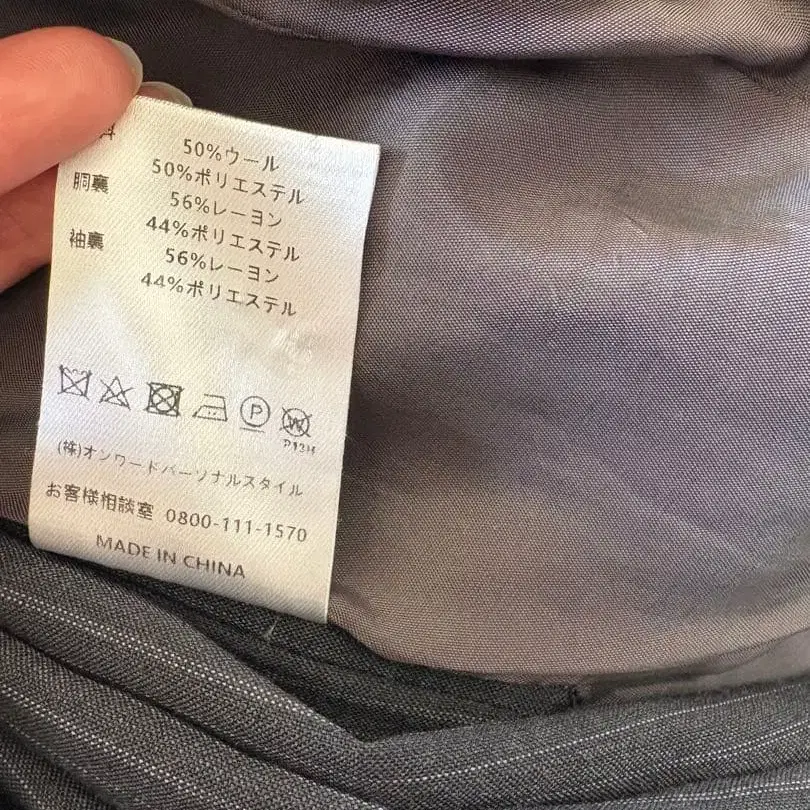 50%ウール
50%ポリエステル
胴裏 56%レーヨン
44%ポリエステル
袖裏 56%レーヨン
44%ポリエステル
P W
(株)オンワードパーソナルスタイル
お客様相談室 0800-111-1570
MADE IN CHINA